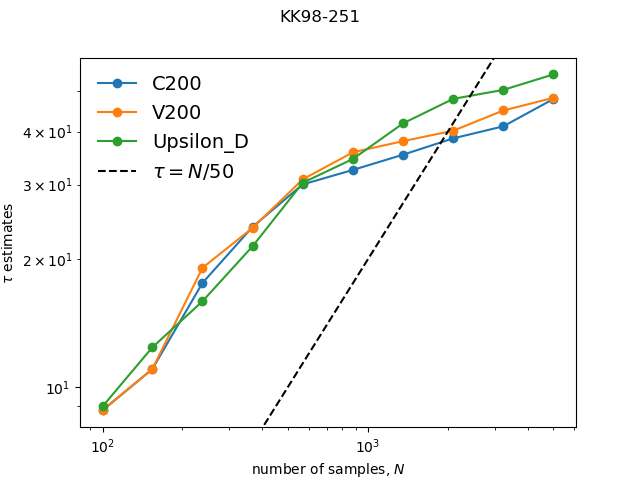 KK98-251
C200
V200
Upsilon_D
τ = N/50
4 × 10¹
3 × 10¹
2 × 10¹
10¹
τ estimates
10² 10³
number of samples, N